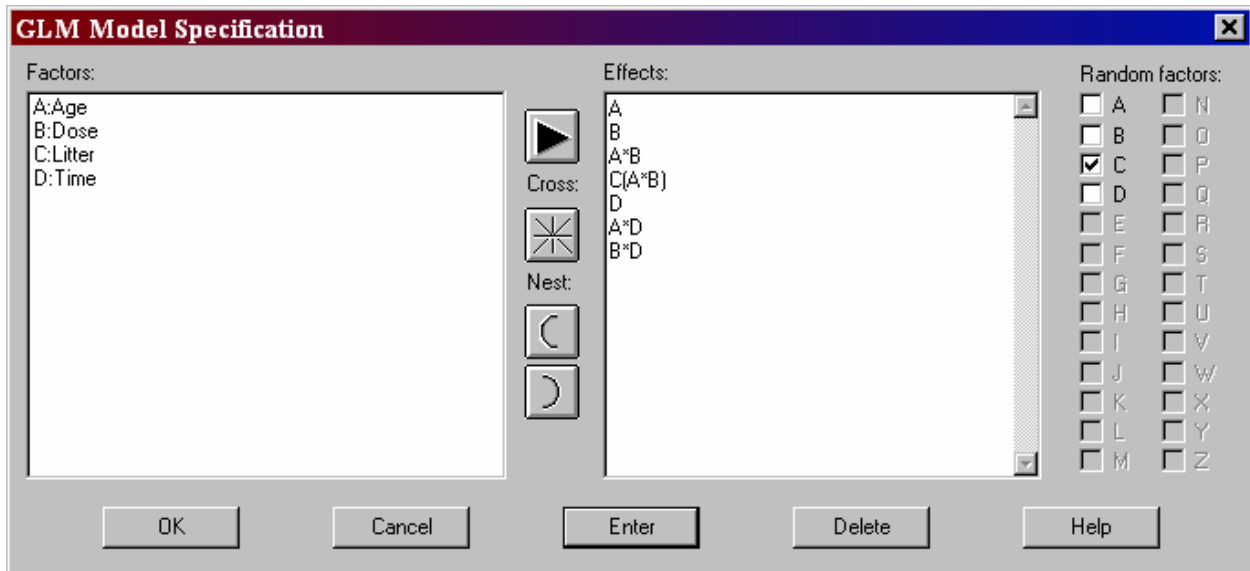 GLM Model Specification
Factors:
A:Age
B:Dose
C:Litter
D:Time
Cross:
Nest:
Effects:
A
B
A*B
C(A*B)
D
A*D
B*D
Random factors:
A N
B O
C P
D Q
E R
F S
G T
H U
I V
J W
K X
L Y
M Z
OK Cancel Enter Delete Help